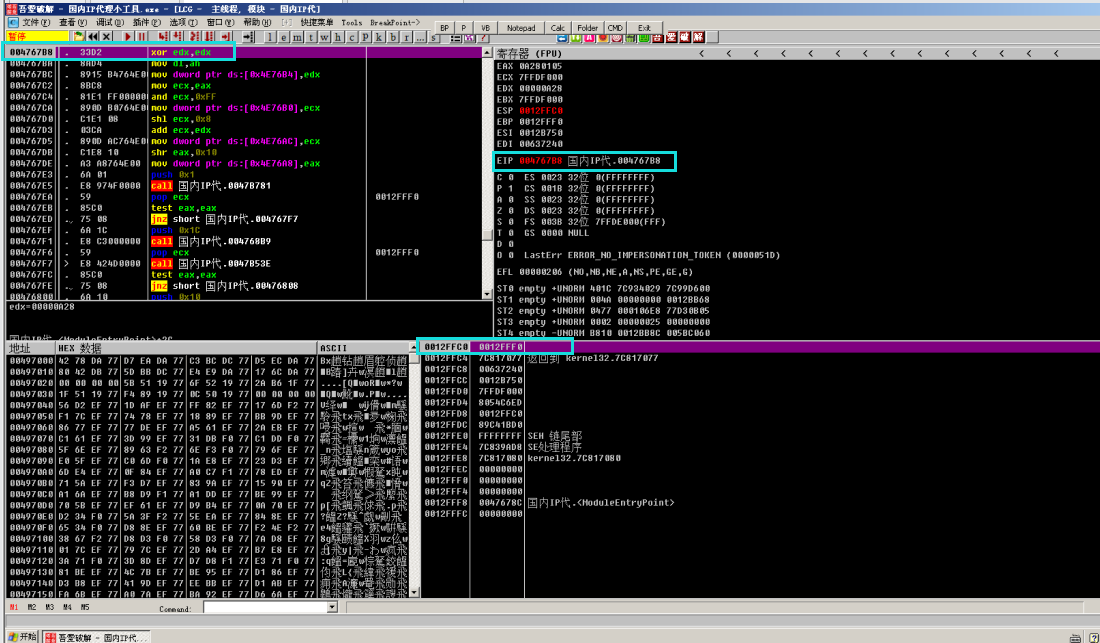 吾爱破解 - 国内IP代理小工具.exe - [LCG - 主线程, 模块 - 国内IP代]
文件(F) 查看(V) 调试(D) 插件(P) 选项(T) 窗口(W) 帮助(H) [+] 快捷菜单 Tools BreakPoint->
BP P VB Notepad Calc Folder CMD Exit
暂停
l e m t w h c P k b r ... s
004767B8 . 33D2 xor edx,edx
004767BA . 8AD4 mov dl,ah
004767BC . 8915 B4764E0 mov dword ptr ds:[0x4E76B4],edx
004767C2 . 8BC8 mov ecx,eax
004767C4 . 81E1 FF00000 and ecx,0xFF
004767CA . 890D B0764E0 mov dword ptr ds:[0x4E76B0],ecx
004767D0 . C1E1 08 shl ecx,0x8
004767D3 . 03CA add ecx,edx
004767D5 . 890D AC764E0 mov dword ptr ds:[0x4E76AC],ecx
004767DB . C1E8 10 shr eax,0x10
004767DE . A3 A8764E00 mov dword ptr ds:[0x4E76A8],eax
004767E3 . 6A 01 push 0x1
004767E5 . E8 974F0000 call 国内IP代.0047B781
004767EA . 59 pop ecx 0012FFF0
004767EB . 85C0 test eax,eax
004767ED . 75 08 jnz short 国内IP代.004767F7
004767EF . 6A 1C push 0x1C
004767F1 . E8 C3000000 call 国内IP代.004768B9
004767F6 . 59 pop ecx 0012FFF0
004767F7 > E8 424D0000 call 国内IP代.0047B53E
004767FC . 85C0 test eax,eax
004767FE . 75 08 jnz short 国内IP代.00476808
00476800 . 6A 10 push 0x10
edx=00000A28
国内IP代.<ModuleEntryPoint>+2C
寄存器 (FPU) < < < < < < < < < < < < < <
EAX 0A280105
ECX 7FFDF000
EDX 00000A28
EBX 7FFDF000
ESP 0012FFC0
EBP 0012FFF0
ESI 0012B750
EDI 00637240
EIP 004767B8 国内IP代.004767B8
C 0 ES 0023 32位 0(FFFFFFFF)
P 1 CS 001B 32位 0(FFFFFFFF)
A 0 SS 0023 32位 0(FFFFFFFF)
Z 0 DS 0023 32位 0(FFFFFFFF)
S 0 FS 003B 32位 7FFDE000(FFF)
T 0 GS 0000 NULL
D 0
O 0 LastErr ERROR_NO_IMPERSONATION_TOKEN (0000051D)
EFL 00000206 (NO,NB,NE,A,NS,PE,GE,G)
ST0 empty +UNORM 401C 7C934029 7C99D600
ST1 empty +UNORM 004A 00000000 0012BB68
ST2 empty +UNORM 0477 000106E8 77D30B05
ST3 empty +UNORM 0002 00000025 00000000
ST4 empty -UNORM B810 0012BB8C 005BC060
地址 HEX 数据 ASCII
00497000 42 78 DA 77 D7 EA DA 77 C3 BC DC 77 D5 EC DA 77
00497010 80 42 DB 77 5D BB DC 77 E4 E9 DA 77 17 6C DA 77
00497020 00 00 00 00 5B 51 19 77 6F 52 19 77 2A B6 1F 77
00497030 1F 51 19 77 F4 89 19 77 0C 50 19 77 00 00 00 00
00497040 56 D2 EF 77 1D AF EF 77 FF 82 EF 77 17 6D F2 77
00497050 F1 7C EF 77 74 78 EF 77 18 89 EF 77 BB 9D EF 77
00497060 86 77 EF 77 77 DE EF 77 A5 61 EF 77 2A EB EF 77
00497070 C1 61 EF 77 3D 99 EF 77 31 DB F0 77 C1 DD F0 77
00497080 5F 6E EF 77 89 63 F2 77 6E F3 F0 77 79 6F EF 77
00497090 E0 5F EF 77 C0 6D F0 77 1A E8 EF 77 23 D3 EF 77
004970A0 6D E4 EF 77 0F 84 EF 77 A0 C7 F1 77 78 ED EF 77
004970B0 71 5A EF 77 F3 D7 EF 77 83 9A EF 77 15 90 EF 77
004970C0 A1 6A EF 77 B8 D9 F1 77 A1 DD EF 77 BE 99 EF 77
004970D0 70 5B EF 77 EF 61 EF 77 D9 B4 EF 77 0A 70 EF 77
004970E0 D2 34 F0 77 5A 3F F2 77 5E EA EF 77 84 8E EF 77
004970F0 65 34 F0 77 D8 8E EF 77 60 BE EF 77 F2 4E F2 77
00497100 38 67 F2 77 D8 D3 F0 77 58 D3 F0 77 7A D8 EF 77
00497110 01 7C EF 77 79 7C EF 77 2D A4 EF 77 B7 E8 EF 77
00497120 3A 71 F0 77 3D 8D EF 77 D7 D8 F1 77 E3 71 F0 77
00497130 81 DE EF 77 4C 7B EF 77 BE 95 EF 77 D1 86 EF 77
00497140 D3 B8 EF 77 41 9D EF 77 EE BB EF 77 D1 AB EF 77
00497150 FA 6B EF 77 A0 7A EF 77 BA 92 EF 77 D6 6A EF 77
0012FFC0 0012FFF0
0012FFC4 7C817077 返回到 kernel32.7C817077
0012FFC8 00637240
0012FFCC 0012B750
0012FFD0 7FFDF000
0012FFD4 8054C6ED
0012FFD8 0012FFC0
0012FFDC 89C41BD0
0012FFE0 FFFFFFFF SEH 链尾部
0012FFE4 7C839AD8 SE处理程序
0012FFE8 7C817080 kernel32.7C817080
0012FFEC 00000000
0012FFF0 00000000
0012FFF4 00000000
0012FFF8 0047678C 国内IP代.<ModuleEntryPoint>
0012FFFC 00000000
M1 M2 M3 M4 M5 Command:
开始 吾爱破解 - 国内IP代...